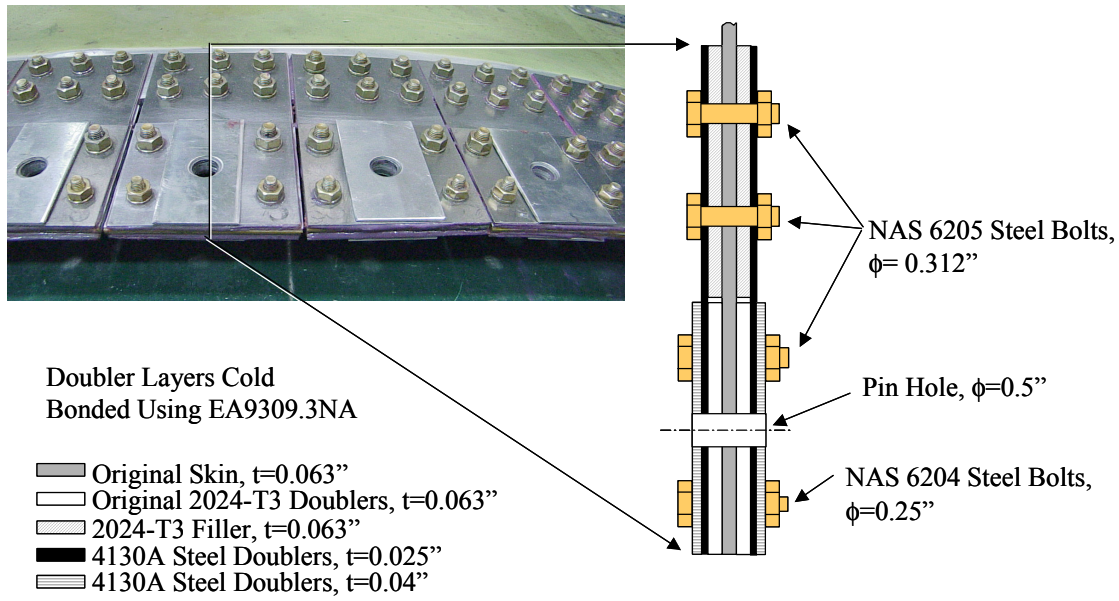 NAS 6205 Steel Bolts,
ϕ= 0.312”
Pin Hole, ϕ=0.5”
NAS 6204 Steel Bolts,
ϕ=0.25”
Doubler Layers Cold
Bonded Using EA9309.3NA
Original Skin, t=0.063”
Original 2024-T3 Doublers, t=0.063”
2024-T3 Filler, t=0.063”
4130A Steel Doublers, t=0.025”
4130A Steel Doublers, t=0.04”